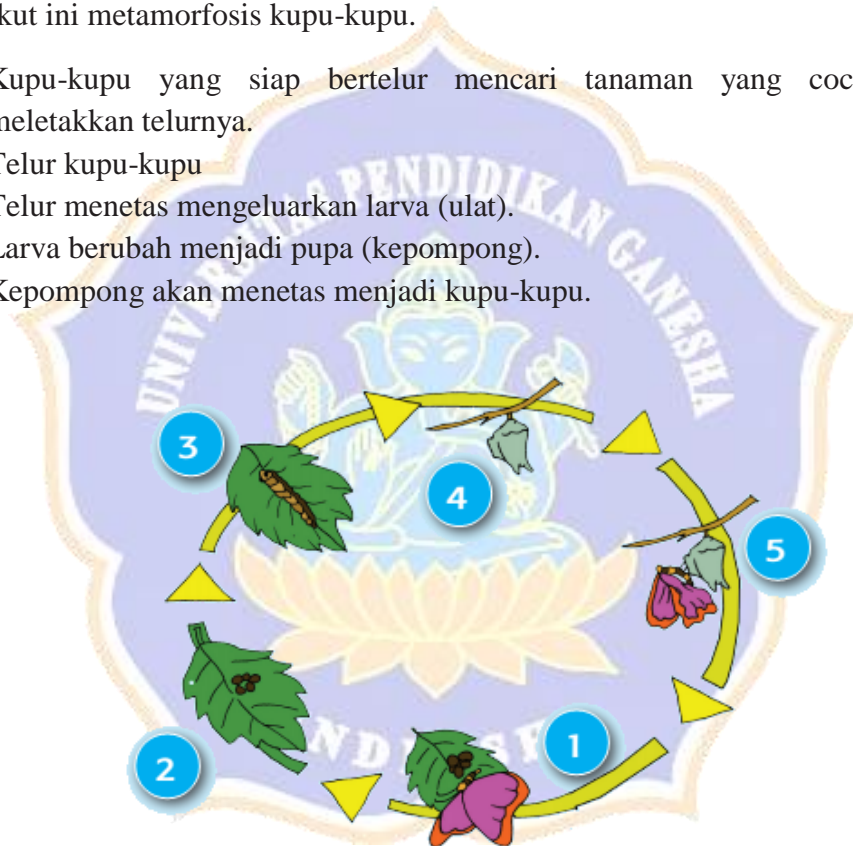 kut ini metamorfosis kupu-kupu.
Kupu-kupu yang siap bertelur mencari tanaman yang coc
meletakkan telurnya.
Telur kupu-kupu
Telur menetas mengeluarkan larva (ulat).
Larva berubah menjadi pupa (kepompong).
Kepompong akan menetas menjadi kupu-kupu.
UNIVERSITAS PENDIDIKAN GANESHA
3
4
5
2
1